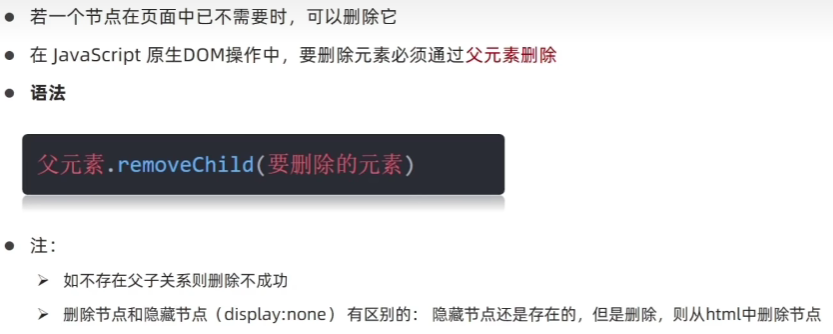 ● 若一个节点在页面中已不需要时，可以删除它
● 在 JavaScript 原生DOM操作中，要删除元素必须通过父元素删除
● 语法
父元素.removeChild(要删除的元素)
● 注：
➢ 如不存在父子关系则删除不成功
➢ 删除节点和隐藏节点（display:none） 有区别的： 隐藏节点还是存在的，但是删除，则从html中删除节点